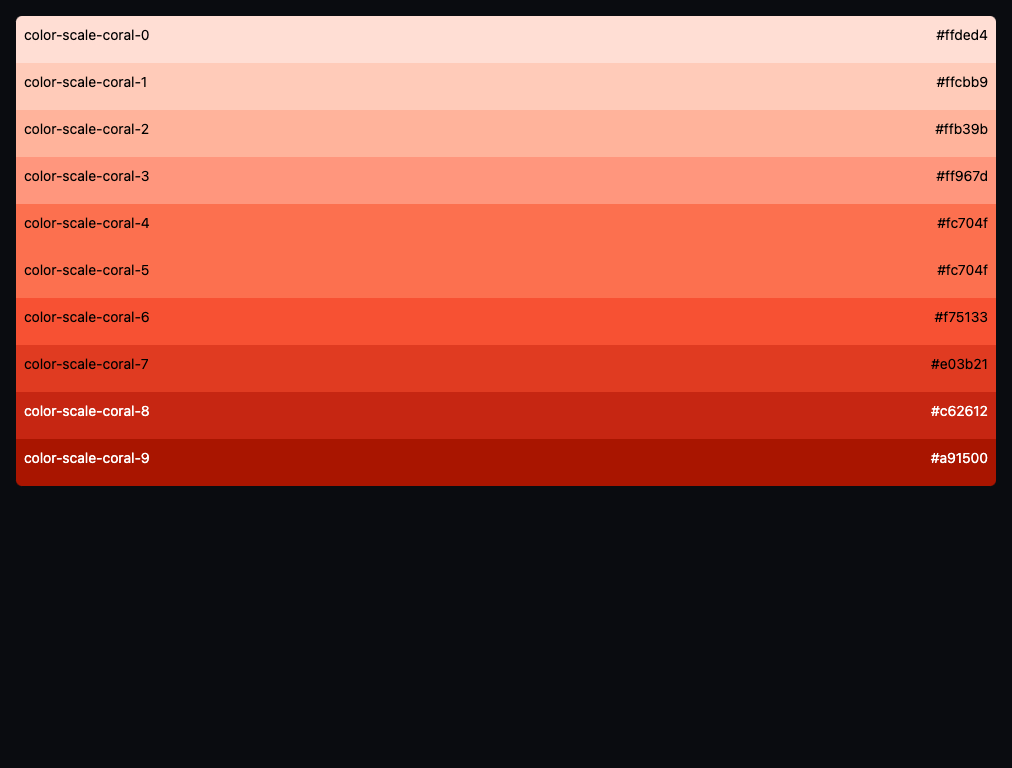 color-scale-coral-0 #ffded4
color-scale-coral-1 #ffcbb9
color-scale-coral-2 #ffb39b
color-scale-coral-3 #ff967d
color-scale-coral-4 #fc704f
color-scale-coral-5 #fc704f
color-scale-coral-6 #f75133
color-scale-coral-7 #e03b21
color-scale-coral-8 #c62612
color-scale-coral-9 #a91500